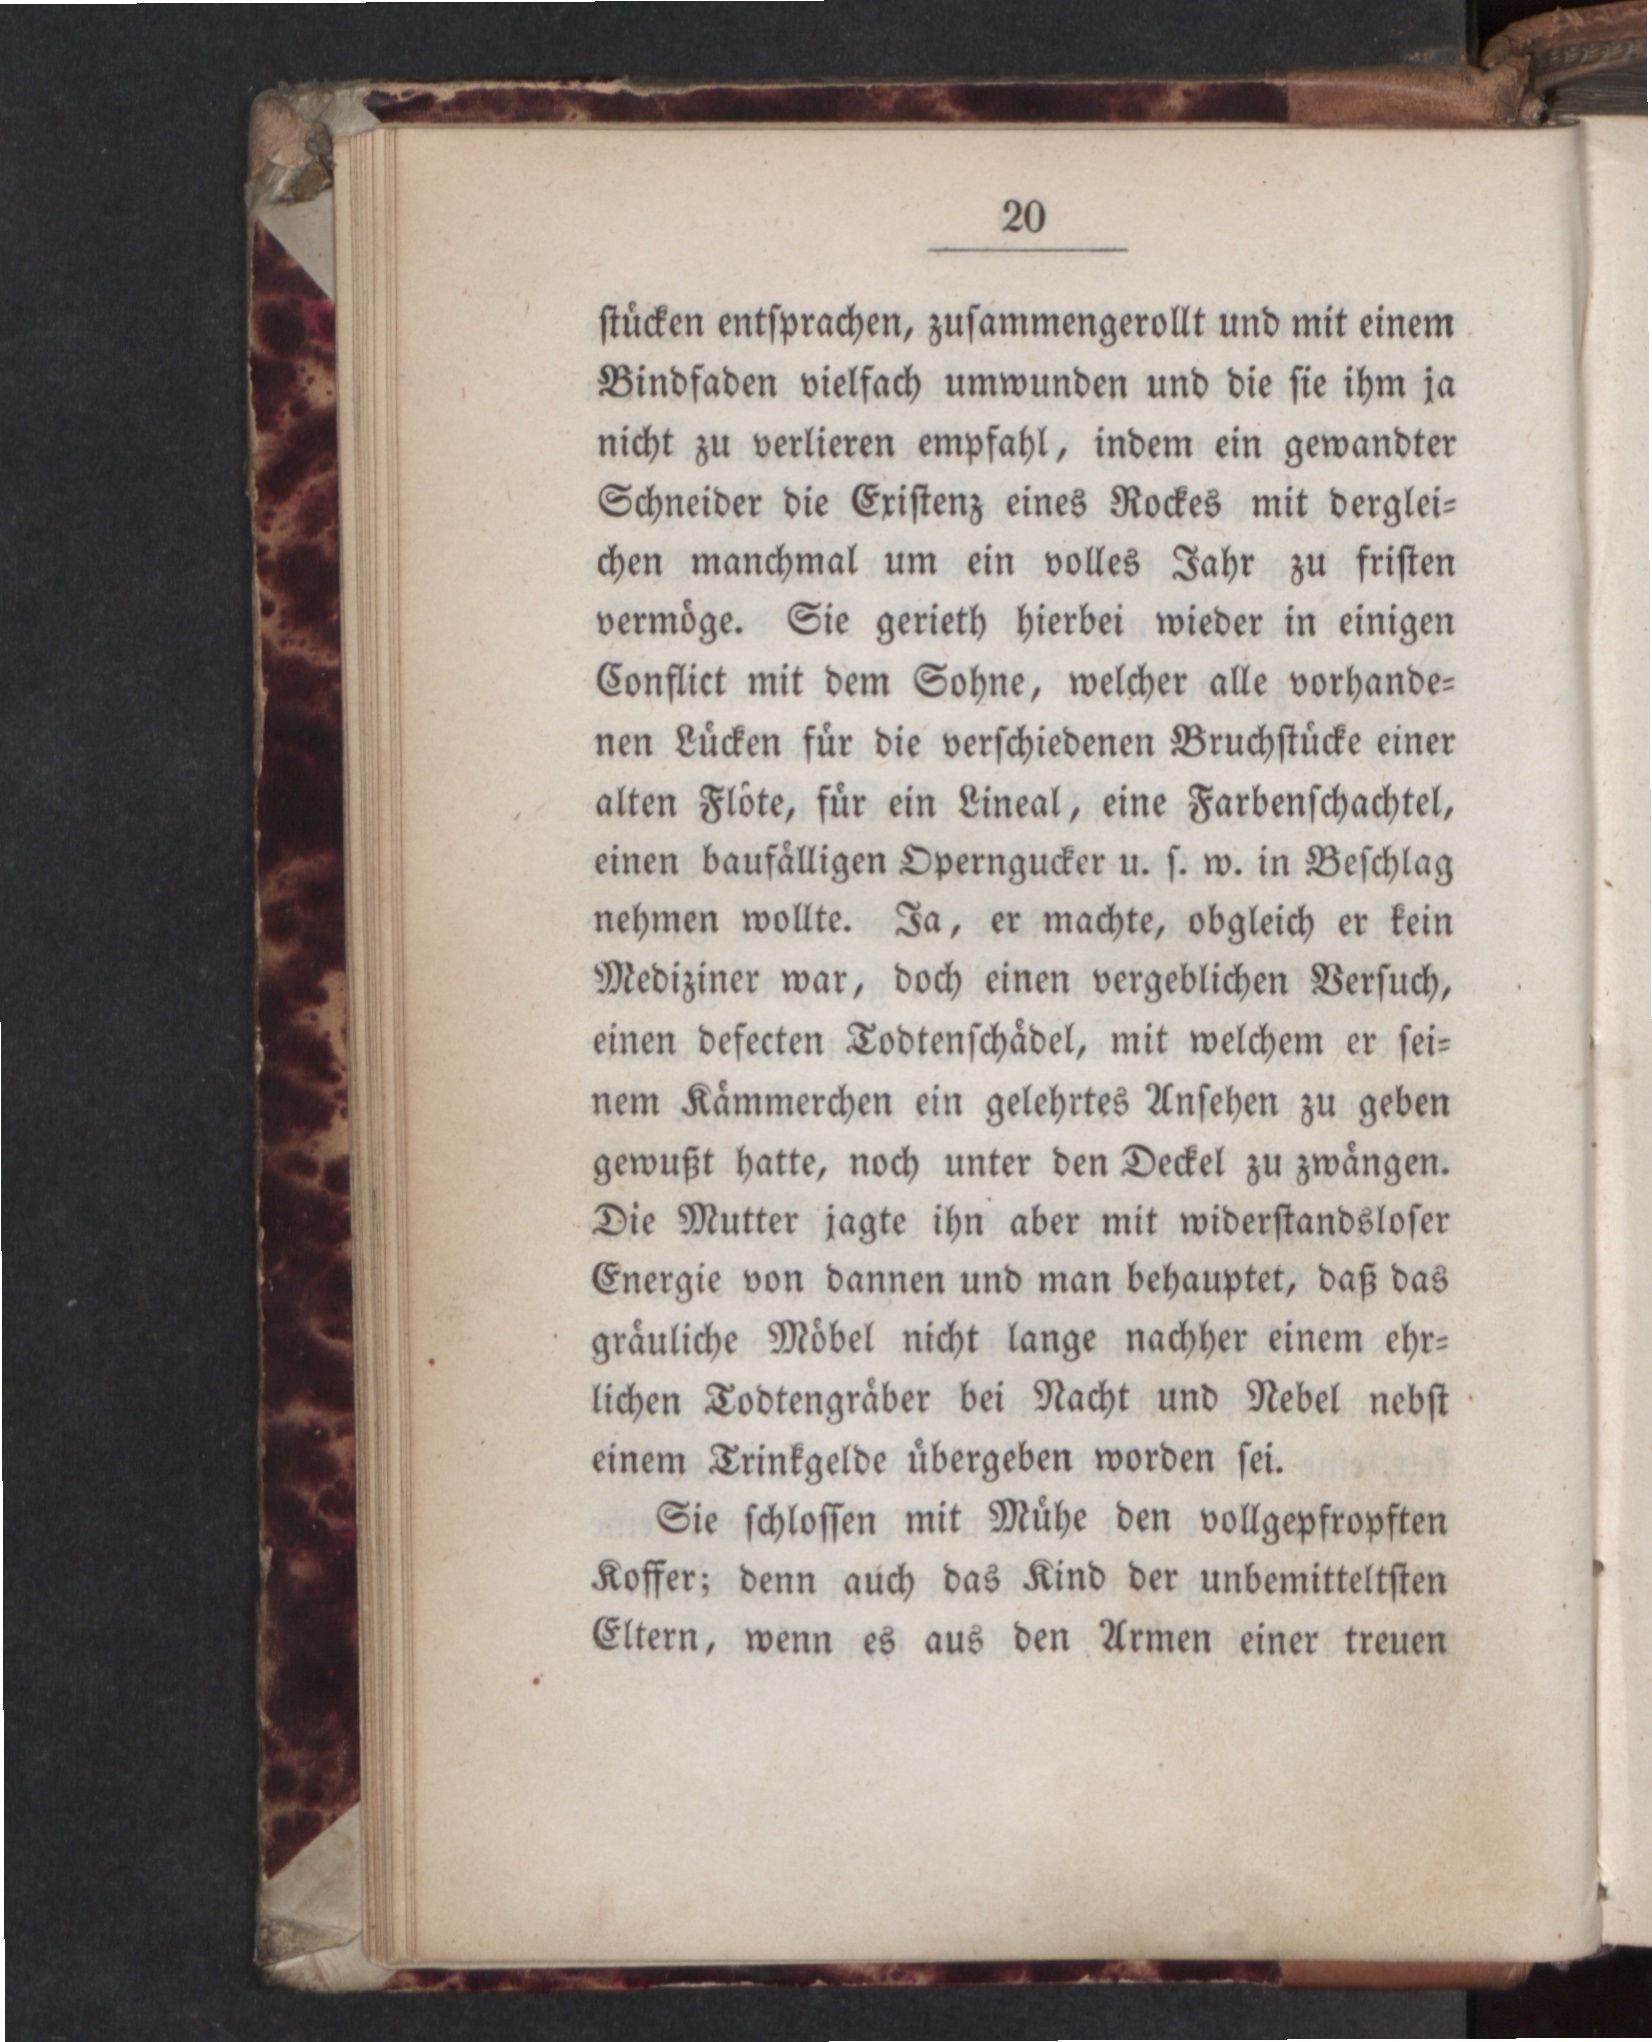 20
stücken entsprachen, zusammengerollt und mit einem
Bindfaden vielfach umwunden und die sie ihm ja
nicht zu verlieren empfahl, indem ein gewandter
Schneider die Existenz eines Rockes mit derglei-
chen manchmal um ein volles Jahr zu fristen
vermöge. Sie gerieth hierbei wieder in einigen
Conflict mit dem Sohne, welcher alle vorhande-
nen Lücken für die verschiedenen Bruchstücke einer
alten Flöte, für ein Lineal, eine Farbenschachtel,
einen baufälligen Operngucker u. s. w. in Beschlag
nehmen wollte. Ja, er machte, obgleich er kein
Mediziner war, doch einen vergeblichen Versuch,
einen defecten Todtenschädel, mit welchem er sei-
nem Kämmerchen ein gelehrtes Ansehen zu geben
gewußt hatte, noch unter den Deckel zu zwängen.
Die Mutter jagte ihn aber mit widerstandsloser
Energie von dannen und man behauptet, daß das
gräuliche Möbel nicht lange nachher einem ehr-
lichen Todtengräber bei Nacht und Nebel nebst
einem Trinkgelde übergeben worden sei.
Sie schlossen mit Mühe den vollgepfropften
Koffer; denn auch das Kind der unbemitteltsten
Eltern, wenn es aus den Armen einer treuen